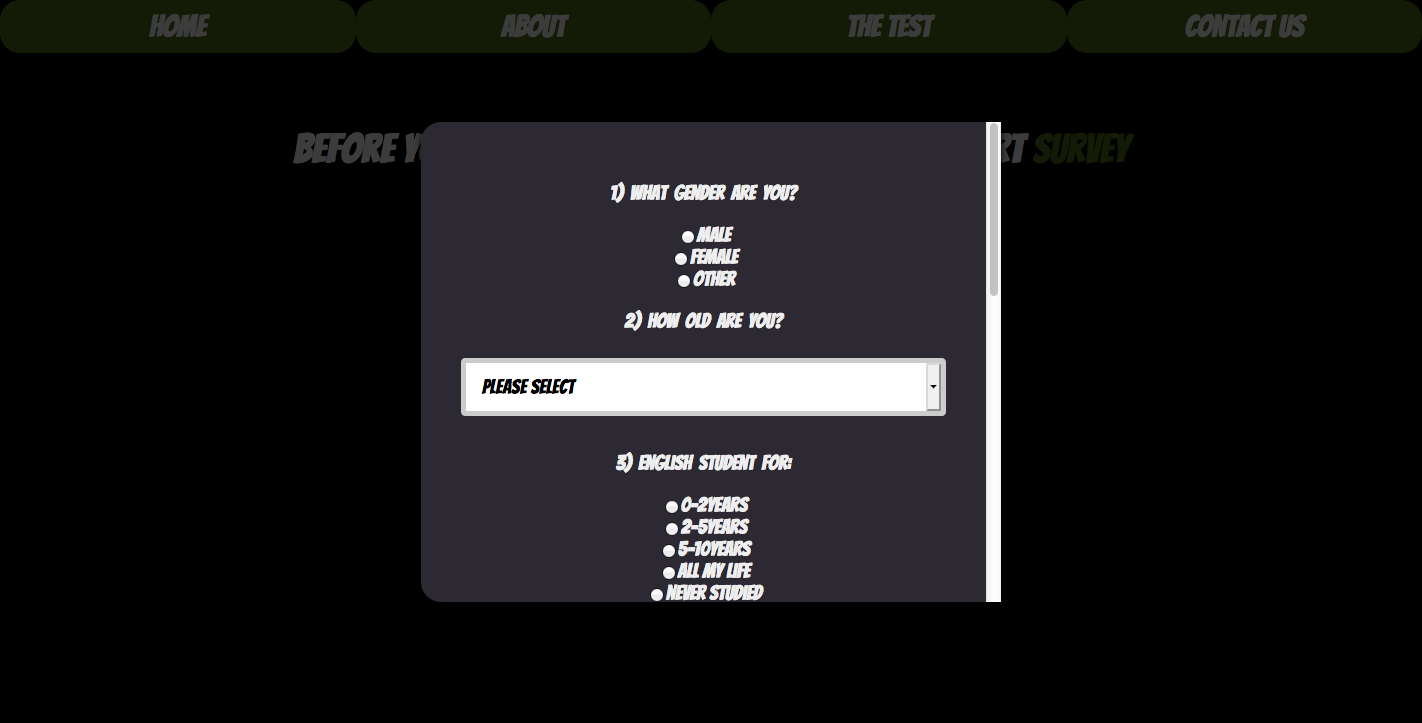 HOME ABOUT THE TEST CONTACT US
BEFORE SURVEY
1) WHAT GENDER ARE YOU?
MALE
FEMALE
OTHER
2) HOW OLD ARE YOU?
PLEASE SELECT
3) ENGLISH STUDENT FOR:
0-2YEARS
2-5YEARS
5-10YEARS
ALL MY LIFE
NEVER STUDIED